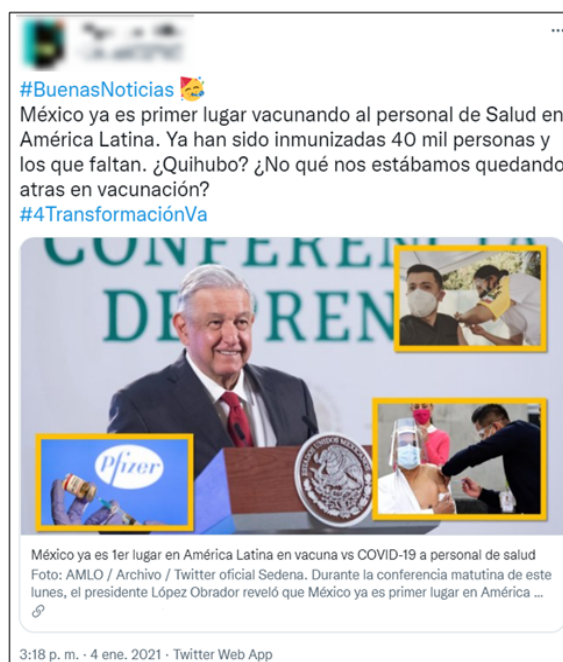 #BuenasNoticias
México ya es primer lugar vacunando al personal de Salud en
América Latina. Ya han sido inmunizadas 40 mil personas y
los que faltan. ¿Quihubo? ¿No qué nos estábamos quedando
atras en vacunación?
#4TransformaciónVa
CONFERENCIA
DE PREN
Pfizer
ESTADOS UNIDOS MEXICANOS
México ya es 1er lugar en América Latina en vacuna vs COVID-19 a personal de salud
Foto: AMLO / Archivo / Twitter oficial Sedena. Durante la conferencia matutina de este
lunes, el presidente López Obrador reveló que México ya es primer lugar en América ...
3:18 p. m. · 4 ene. 2021 · Twitter Web App